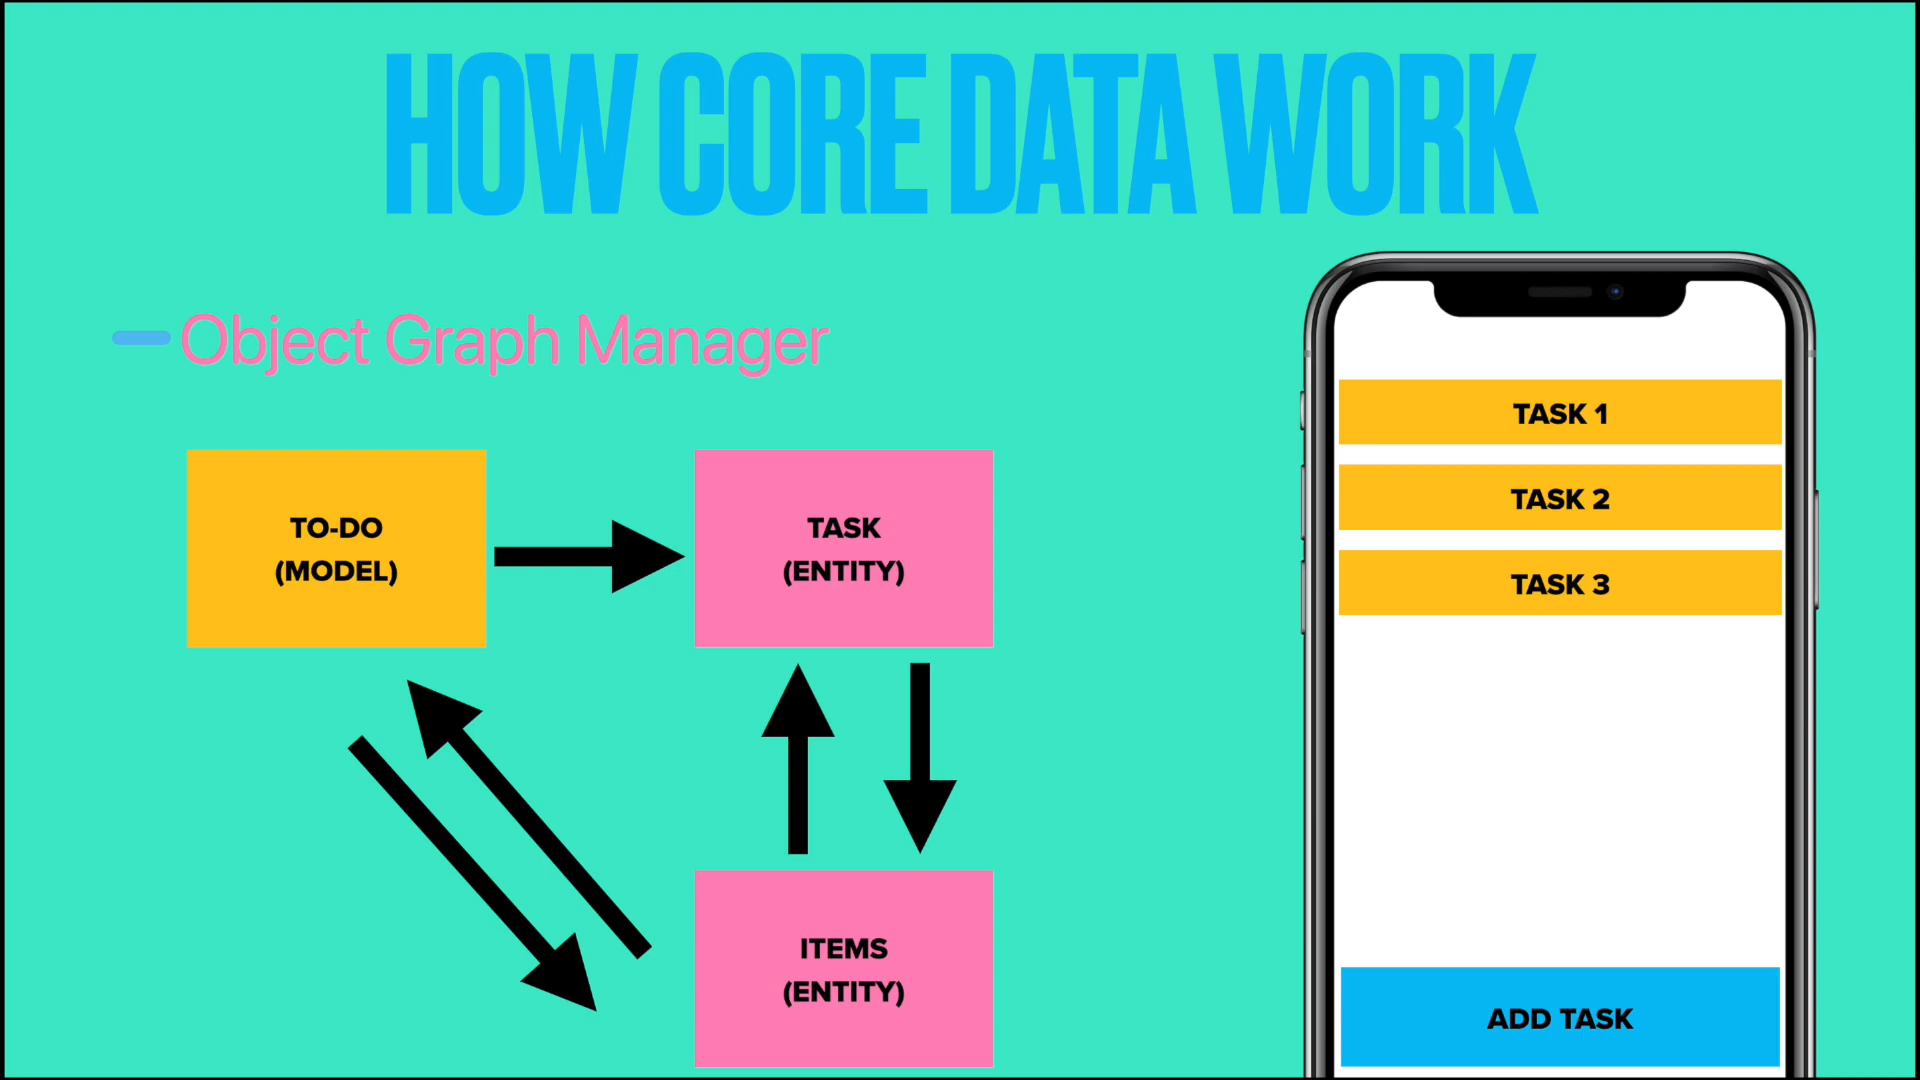 HOW CORE DATA WORK
Object Graph Manager
TO-DO
(MODEL)
TASK
(ENTITY)
ITEMS
(ENTITY)
TASK 1
TASK 2
TASK 3
ADD TASK